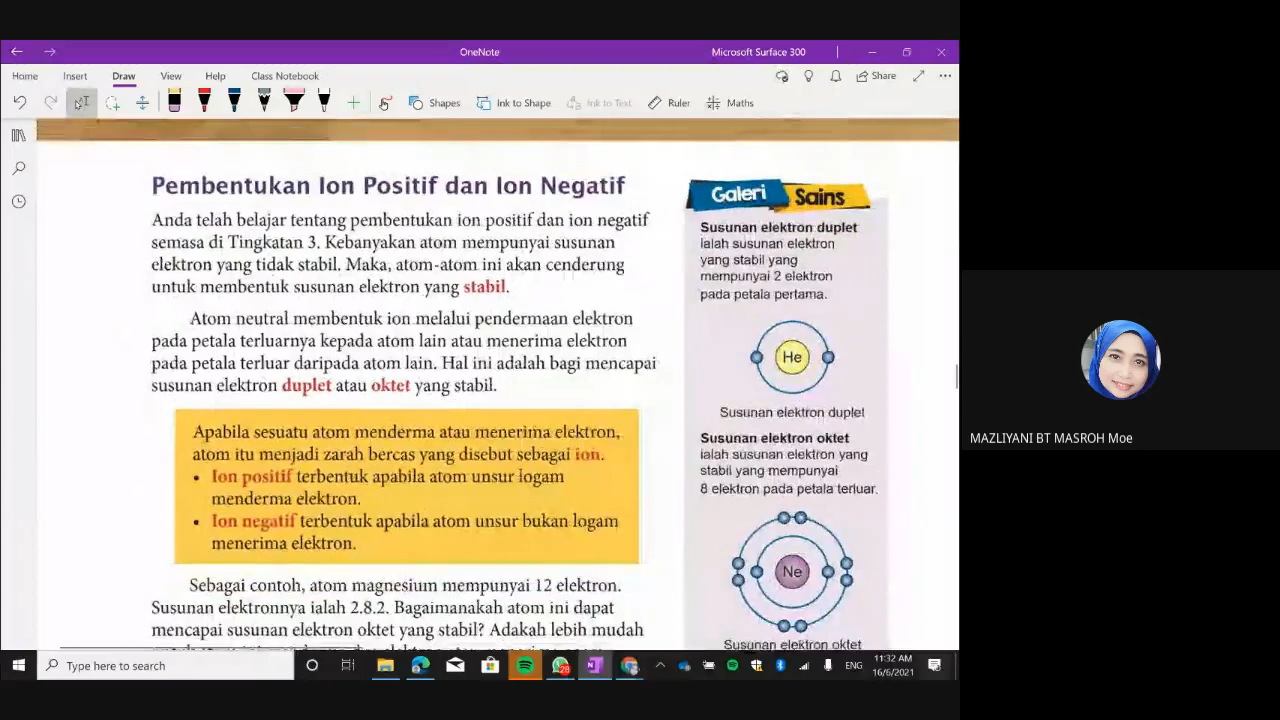 OneNote
Microsoft Surface 300
Home
Insert
Draw
View
Help
Class Notebook
Share
Shapes
Ink to Shape
Ink to Text
Ruler
Maths
Pembentukan Ion Positif dan Ion Negatif
Anda telah belajar tentang pembentukan ion positif dan ion negatif
semasa di Tingkatan 3. Kebanyakan atom mempunyai susunan
elektron yang tidak stabil. Maka, atom-atom ini akan cenderung
untuk membentuk susunan elektron yang stabil.
Atom neutral membentuk ion melalui pendermaan elektron
pada petala terluarnya kepada atom lain atau menerima elektron
pada petala terluar daripada atom lain. Hal ini adalah bagi mencapai
susunan elektron duplet atau oktet yang stabil.
Apabila sesuatu atom menderma atau menerima elektron,
atom itu menjadi zarah bercas yang disebut sebagai ion.
• Ion positif terbentuk apabila atom unsur logam
menderma elektron.
• Ion negatif terbentuk apabila atom unsur bukan logam
menerima elektron.
Sebagai contoh, atom magnesium mempunyai 12 elektron.
Susunan elektronnya ialah 2.8.2. Bagaimanakah atom ini dapat
mencapai susunan elektron oktet yang stabil? Adakah lebih mudah
Galeri Sains
Susunan elektron duplet
ialah susunan elektron
yang stabil yang
mempunyai 2 elektron
pada petala pertama.
He
Susunan elektron duplet
Susunan elektron oktet
ialah susunan elektron yang
stabil yang mempunyai
8 elektron pada petala terluar.
Ne
Susunan elektron oktet
MAZLIYANI BT MASROH Moe
Type here to search
28
ENG
11:32 AM
16/6/2021